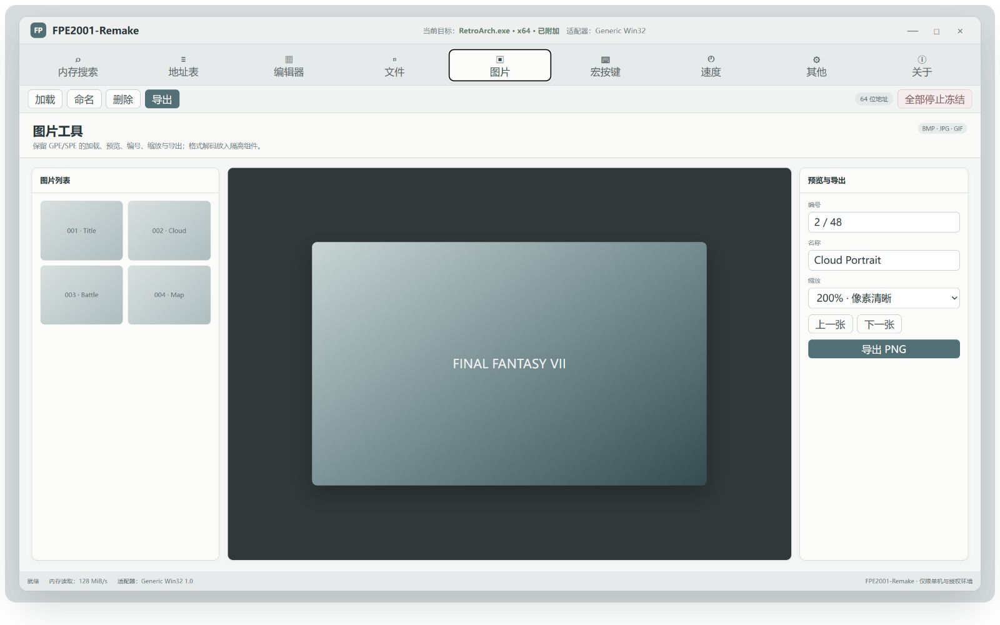 FP FPE2001-Remake
当前目标：RetroArch.exe • x64 • 已附加 适配器：Generic Win32
内存搜索 地址表 编辑器 文件 图片 宏按键 速度 其他 关于
加载 命名 删除 导出 64 位地址 全部停止冻结
图片工具
BMP · JPG · GIF
保留 GPE/SPE 的加载、预览、编号、缩放与导出；格式解码放入隔离组件。
图片列表
001 · Title 002 · Cloud
003 · Battle 004 · Map
FINAL FANTASY VII
预览与导出
编号
2 / 48
名称
Cloud Portrait
缩放
200% · 像素清晰
上一张 下一张
导出 PNG
就绪 内存读取：128 MiB/s 适配器：Generic Win32 1.0
FPE2001-Remake · 仅限单机与授权环境